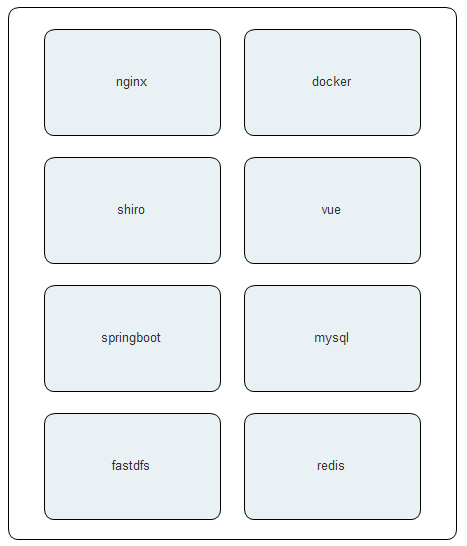 nginx
docker
shiro
vue
springboot
mysql
fastdfs
redis